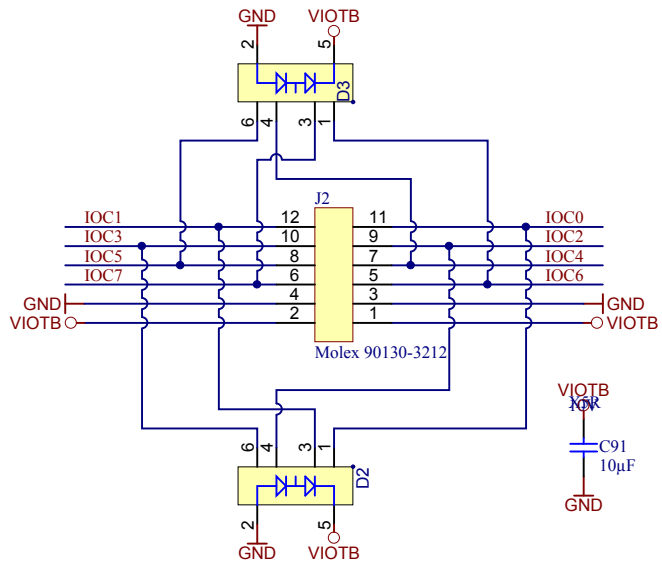 GND VIOTB
2 5
D3
6 4 3 1
J2
IOC1 12 11 IOC0
IOC3 10 9 IOC2
IOC5 8 7 IOC4
IOC7 6 5 IOC6
GND 4 3 GND
VIOTB 2 1 VIOTB
Molex 90130-3212
VIOTB
X5R
C91
10µF
GND
6 4 3 1
D2
2 5
GND VIOTB